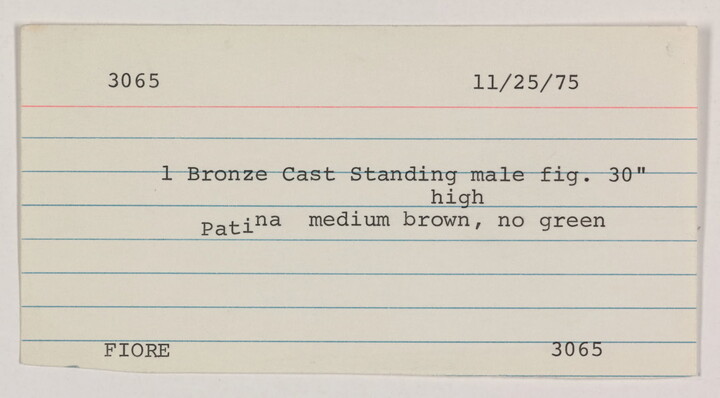 3065 11/25/75
1 Bronze Cast Standing male fig. 30"
high
Patina medium brown, no green
FIORE 3065